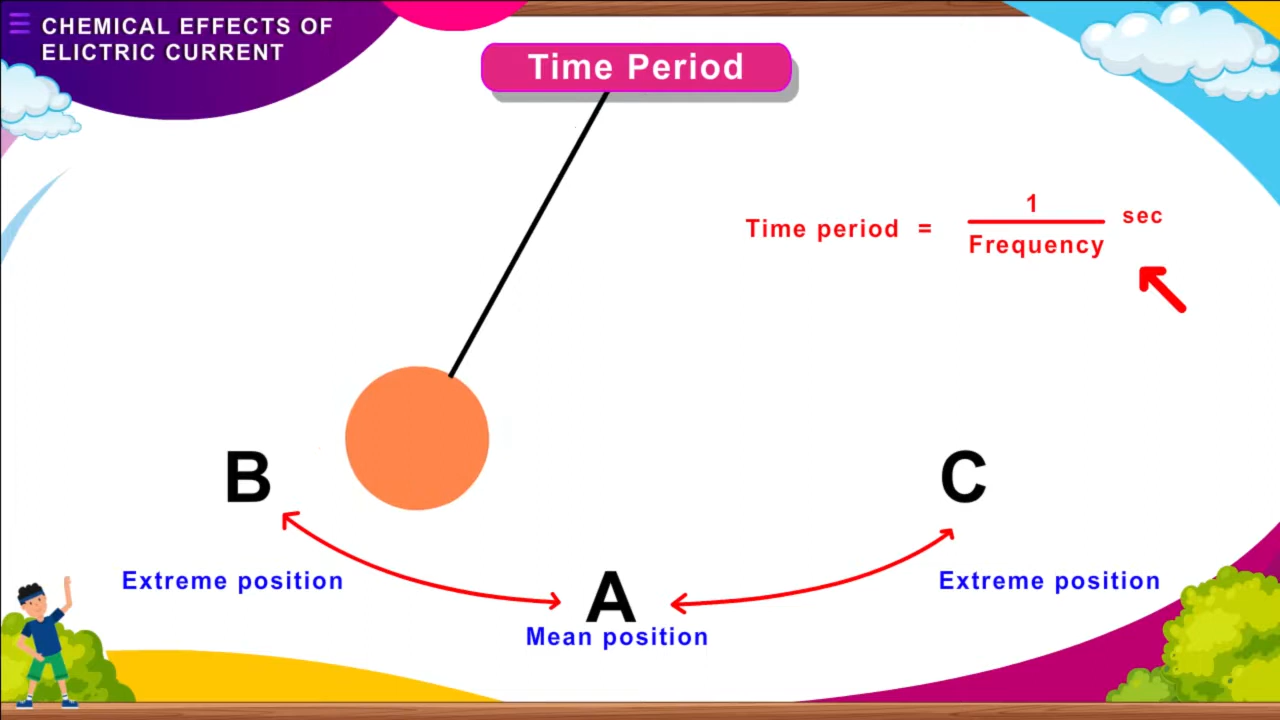 CHEMICAL EFFECTS OF
ELICTRIC CURRENT
Time Period
Time period = 1 / Frequency sec
B
C
Extreme position
Extreme position
A
Mean position